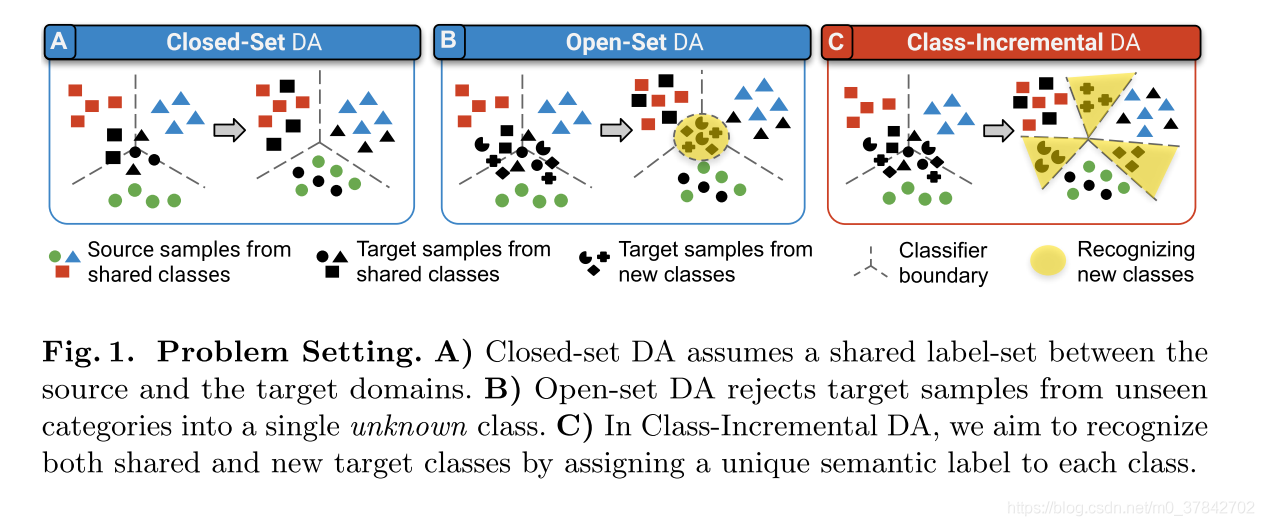 A Closed-Set DA
B Open-Set DA
C Class-Incremental DA
Source samples from
shared classes
Target samples from
shared classes
Target samples from
new classes
Classifier
boundary
Recognizing
new classes
Fig. 1. Problem Setting. A) Closed-set DA assumes a shared label-set between the
source and the target domains. B) Open-set DA rejects target samples from unseen
categories into a single unknown class. C) In Class-Incremental DA, we aim to recognize
both shared and new target classes by assigning a unique semantic label to each class.
https://blog.csdn.net/m0_37842702